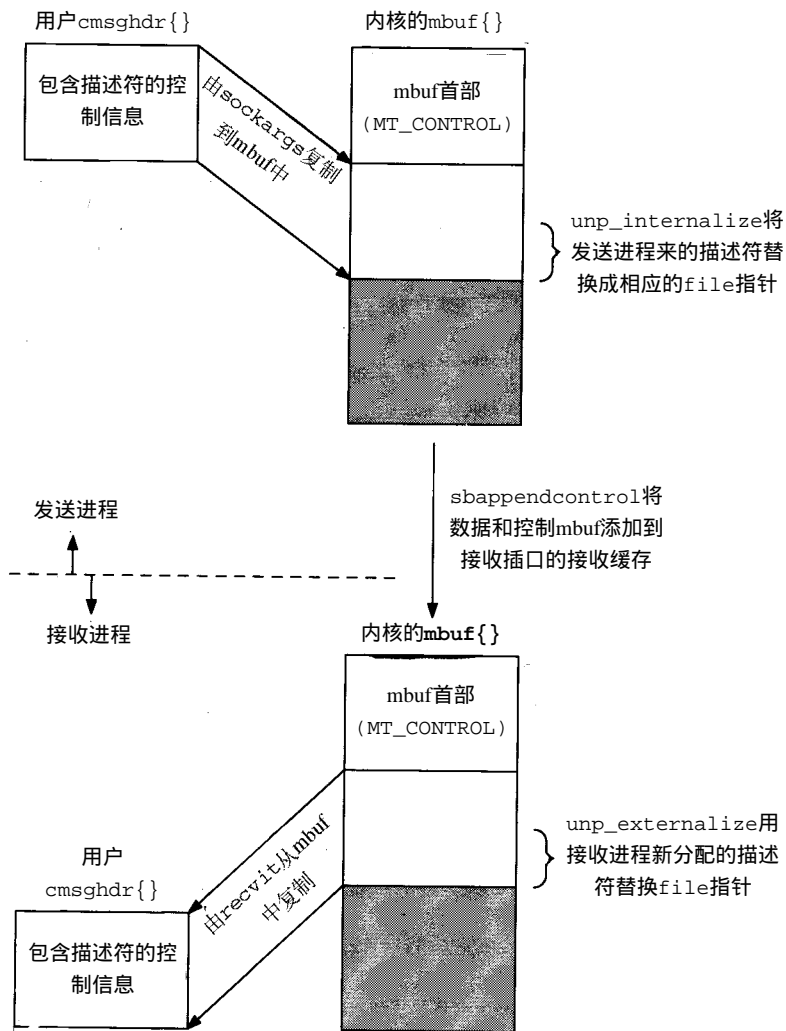 用户cmsghdr{}
内核的mbuf{}
包含描述符的控
制信息
由sockargs复制
到mbuf中
mbuf首部
(MT_CONTROL)
unp_internalize将
发送进程来的描述符替
换成相应的file指针
sbappendcontrol将
数据和控制mbuf添加到
接收插口的接收缓存
发送进程
接收进程
内核的mbuf{}
mbuf首部
(MT_CONTROL)
unp_externalize用
接收进程新分配的描述
符替换file指针
用户
cmsghdr{}
由recvit从mbuf
中复制
包含描述符的控
制信息